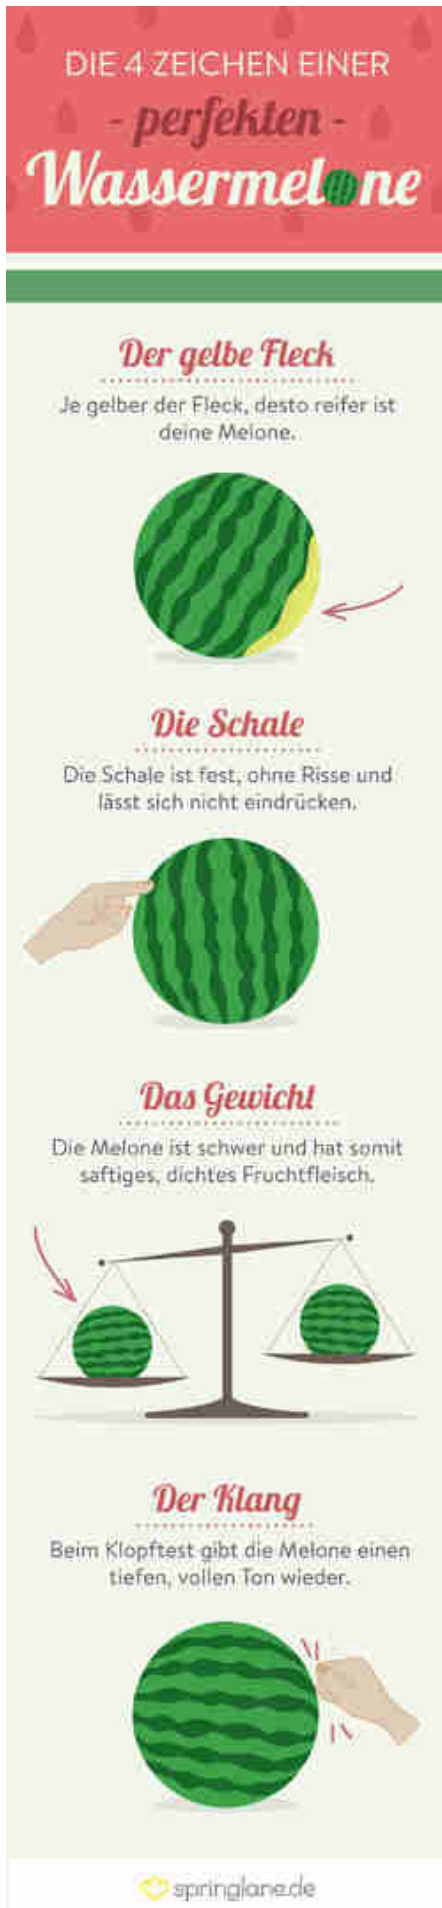 DIE 4 ZEICHEN EINER
- perfekten -
Wassermelone
Der gelbe Fleck
Je gelber der Fleck, desto reifer ist
deine Melone.
Die Schale
Die Schale ist fest, ohne Risse und
lässt sich nicht eindrücken.
Das Gewicht
Die Melone ist schwer und hat somit
saftiges, dichtes Fruchtfleisch.
Der Klang
Beim Klopftest gibt die Melone einen
tiefen, vollen Ton wieder.
springlane.de